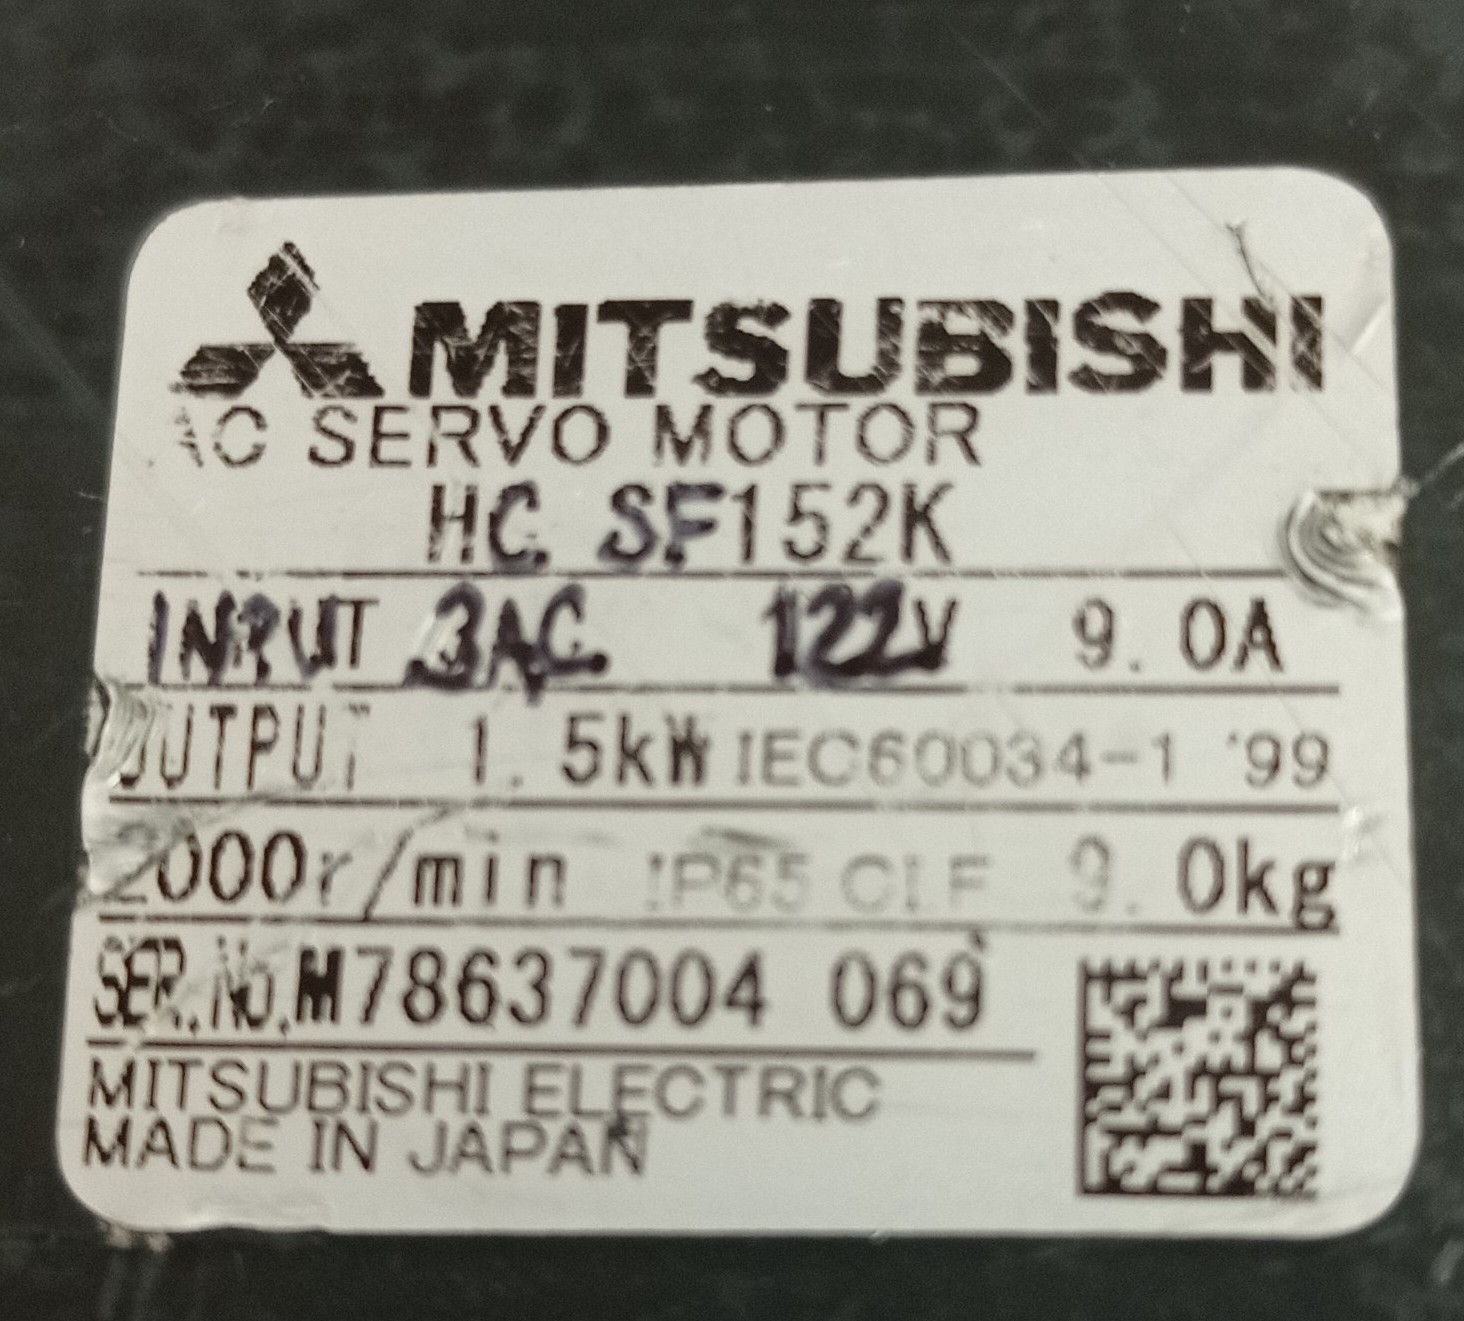 MITSUBISHI
AC SERVO MOTOR
HC SF152K
INPUT 3AC 122V 9.0A
OUTPUT 1.5kW IEC60034-1 '99
2000r/min IP65 Cl F 9.0kg
SER.No.M78637004 069
MITSUBISHI ELECTRIC
MADE IN JAPAN